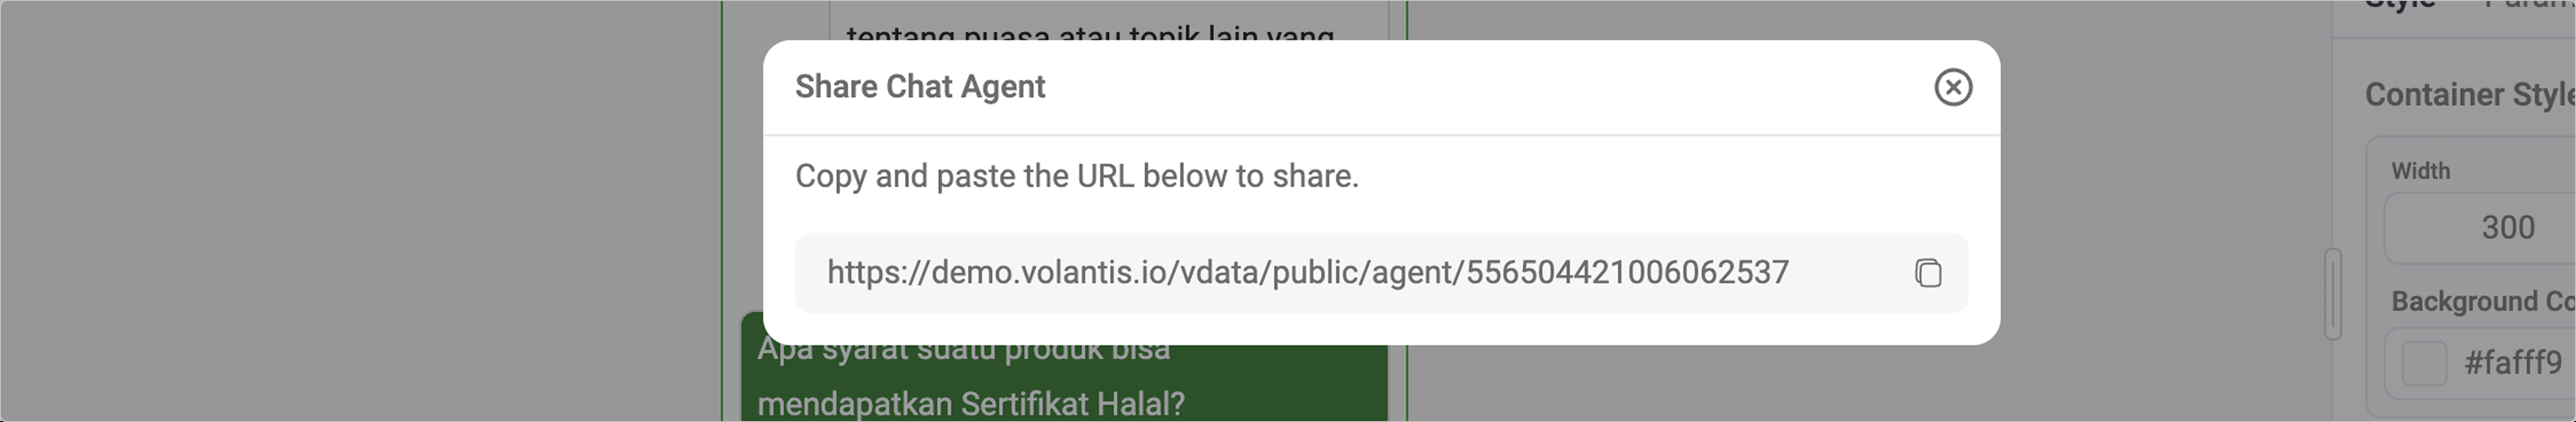 Style
Param
tentang puasa atau topik lain yang
Share Chat Agent
Container Style
Copy and paste the URL below to share.
Width
300
https://demo.volantis.io/vdata/public/agent/556504421006062537
Background Co
#fafff9
Apa syarat suatu produk bisa
mendapatkan Sertifikat Halal?